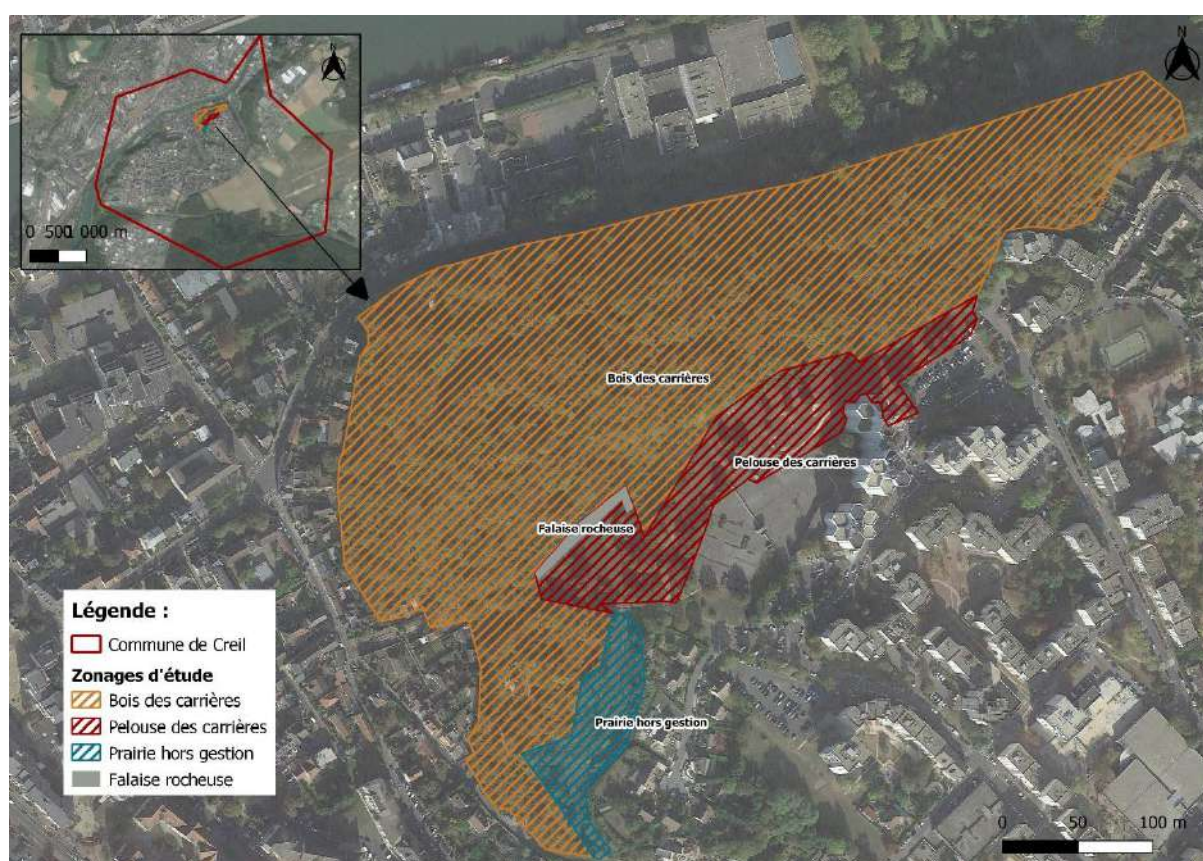 N
0 500 1 000 m
N
Bois des carrières
Pelouse des carrières
Falaise rocheuse
Prairie hors gestion
Légende :
Commune de Creil
Zonages d'étude
Bois des carrières
Pelouse des carrières
Prairie hors gestion
Falaise rocheuse
0 50 100 m